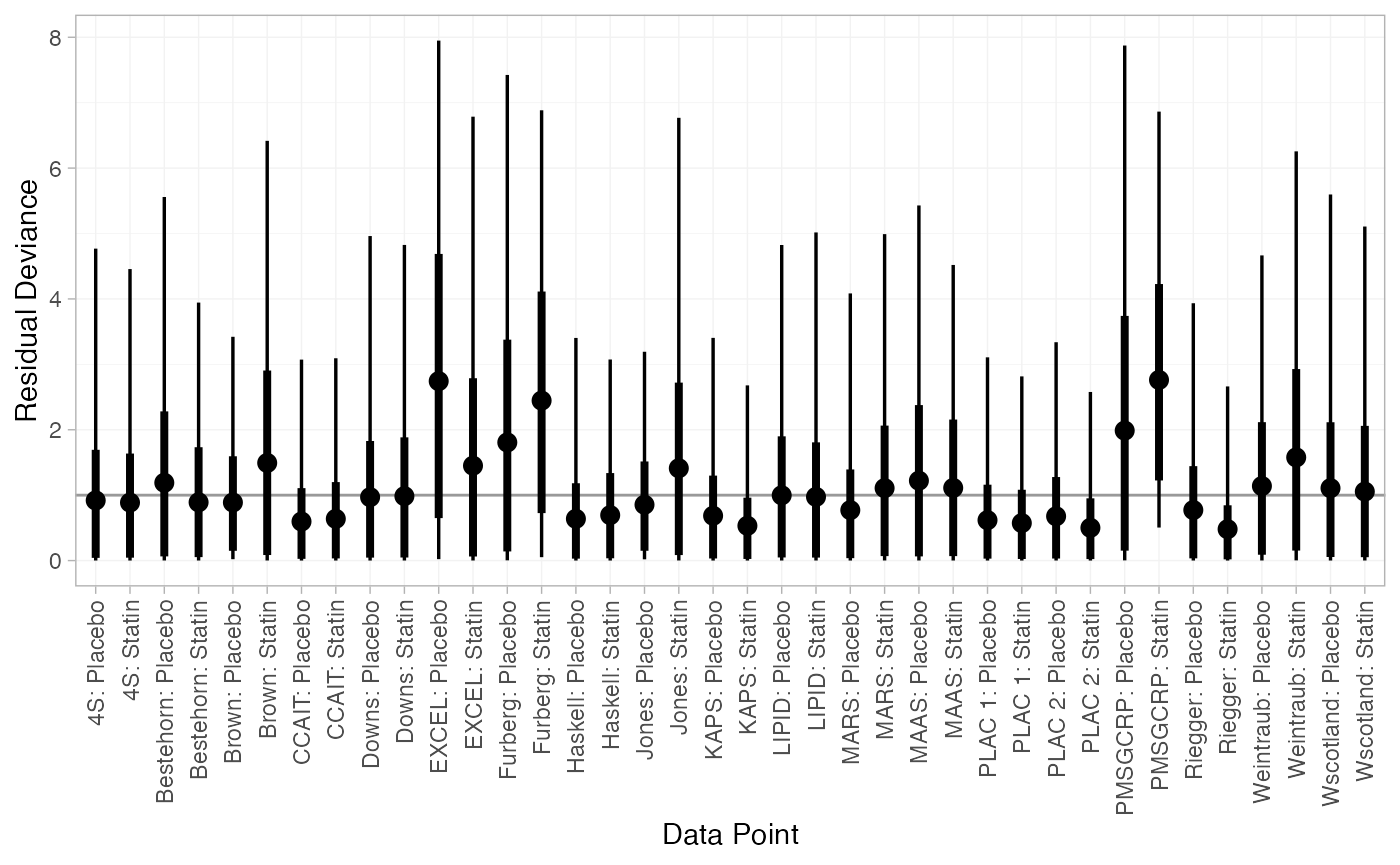 8
6
4
2
0
Residual Deviance
4S: Placebo
4S: Statin
Bestehorn: Placebo
Bestehorn: Statin
Brown: Placebo
Brown: Statin
CCAIT: Placebo
CCAIT: Statin
Downs: Placebo
Downs: Statin
EXCEL: Placebo
EXCEL: Statin
Furberg: Placebo
Furberg: Statin
Haskell: Placebo
Haskell: Statin
Jones: Placebo
Jones: Statin
KAPS: Placebo
KAPS: Statin
LIPID: Placebo
LIPID: Statin
MARS: Placebo
MARS: Statin
MAAS: Placebo
MAAS: Statin
PLAC 1: Placebo
PLAC 1: Statin
PLAC 2: Placebo
PLAC 2: Statin
PMSGCRP: Placebo
PMSGCRP: Statin
Riegger: Placebo
Riegger: Statin
Weintraub: Placebo
Weintraub: Statin
Wscotland: Placebo
Wscotland: Statin
Data Point